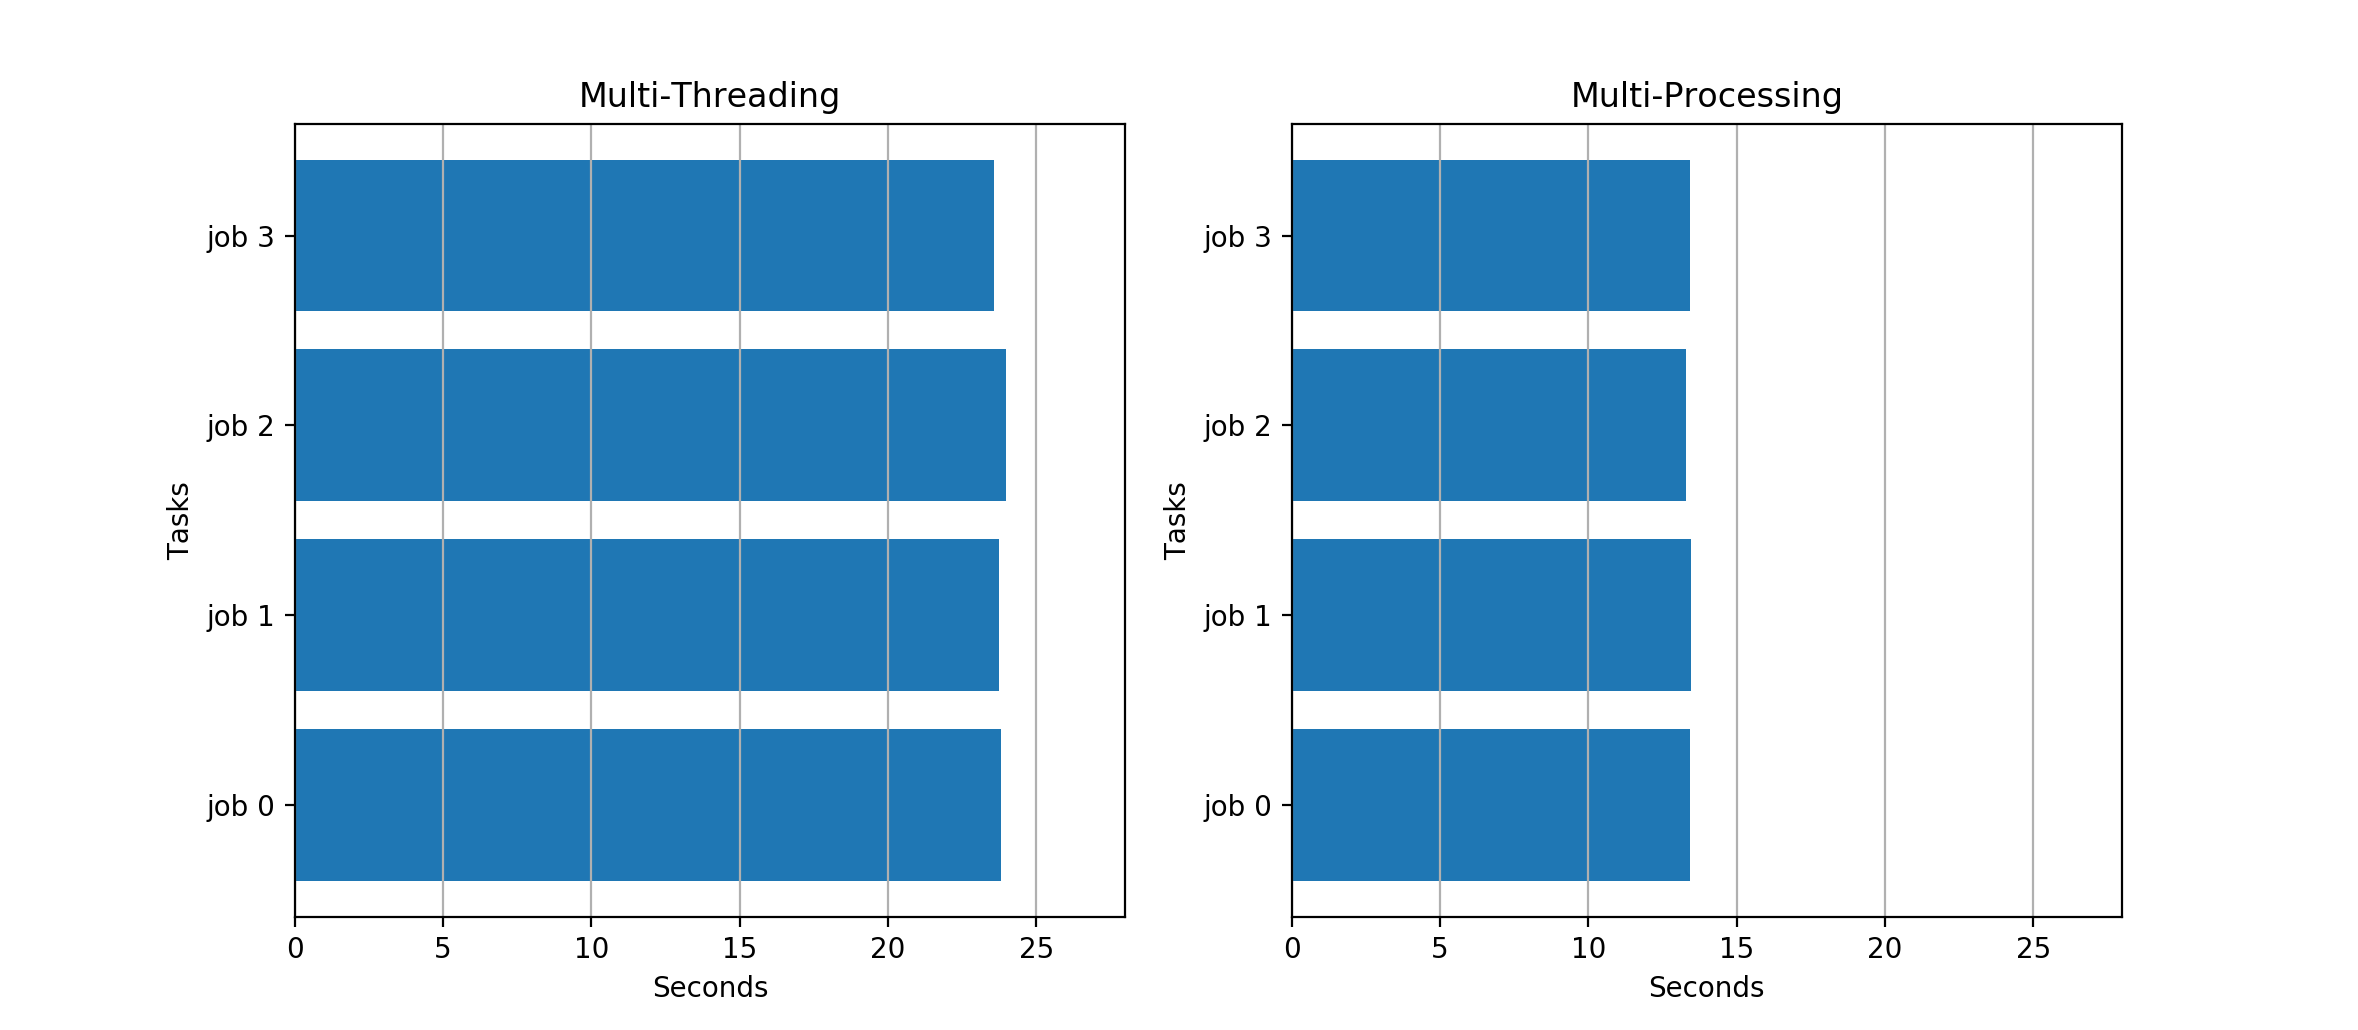 Multi-Threading
job 3
job 2
job 1
job 0
Tasks
0 5 10 15 20 25
Seconds
Multi-Processing
job 3
job 2
job 1
job 0
Tasks
0 5 10 15 20 25
Seconds